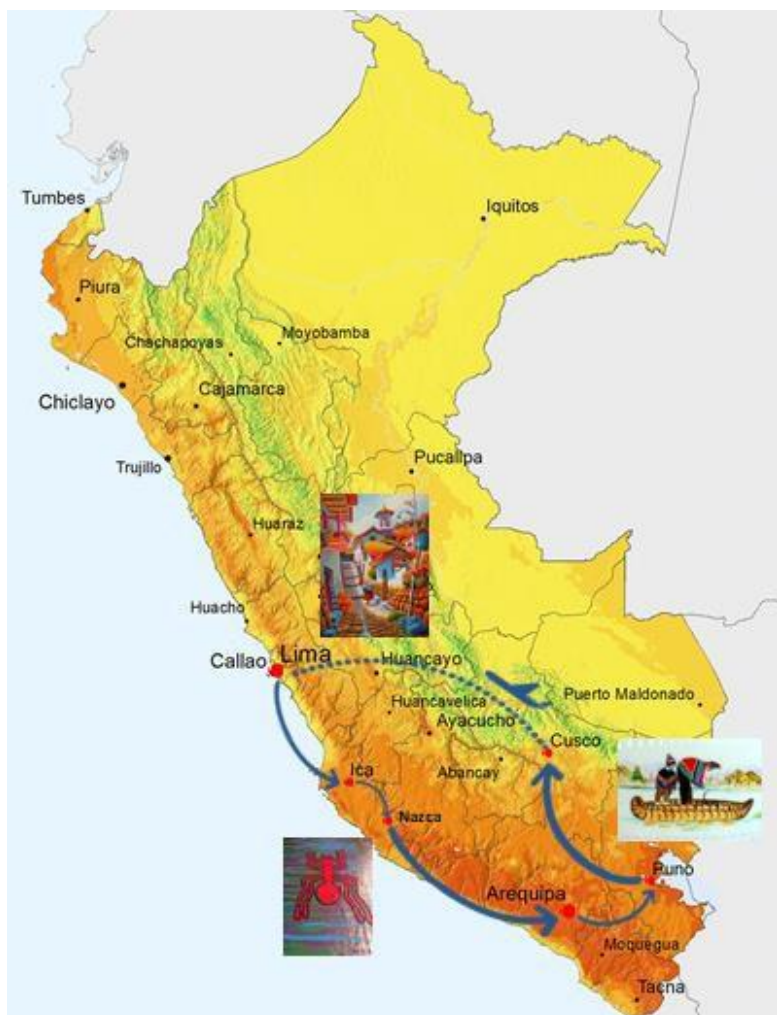 Tumbes
Iquitos
Piura
Moyobamba
Chachapoyas
Cajamarca
Chiclayo
Trujillo
Pucallpa
Huaraz
Huacho
Callao Lima
Huancayo
Puerto Maldonado
Huancavelica
Ayacucho
Cusco
Abancay
Ica
Nazca
Puno
Arequipa
Moquegua
Tacna